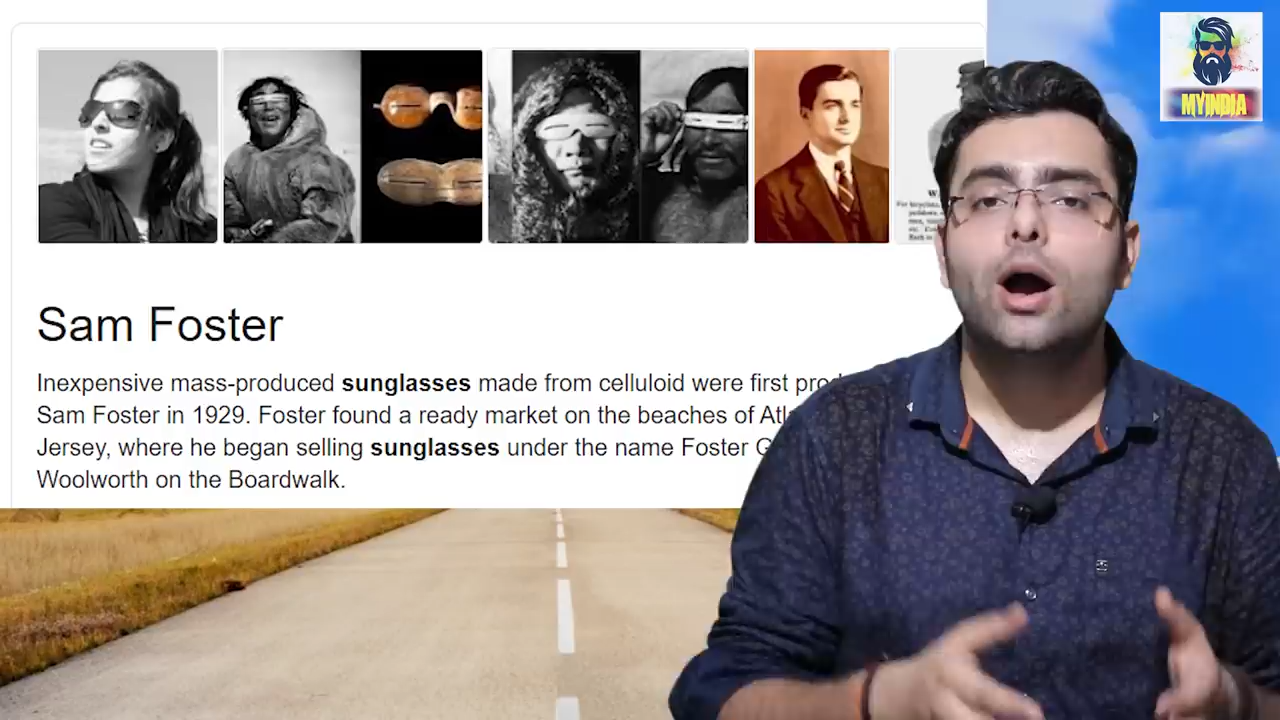 MYINDIA
W
Sam Foster
Inexpensive mass-produced sunglasses made from celluloid were first prod
Sam Foster in 1929. Foster found a ready market on the beaches of Atla
Jersey, where he began selling sunglasses under the name Foster G
Woolworth on the Boardwalk.